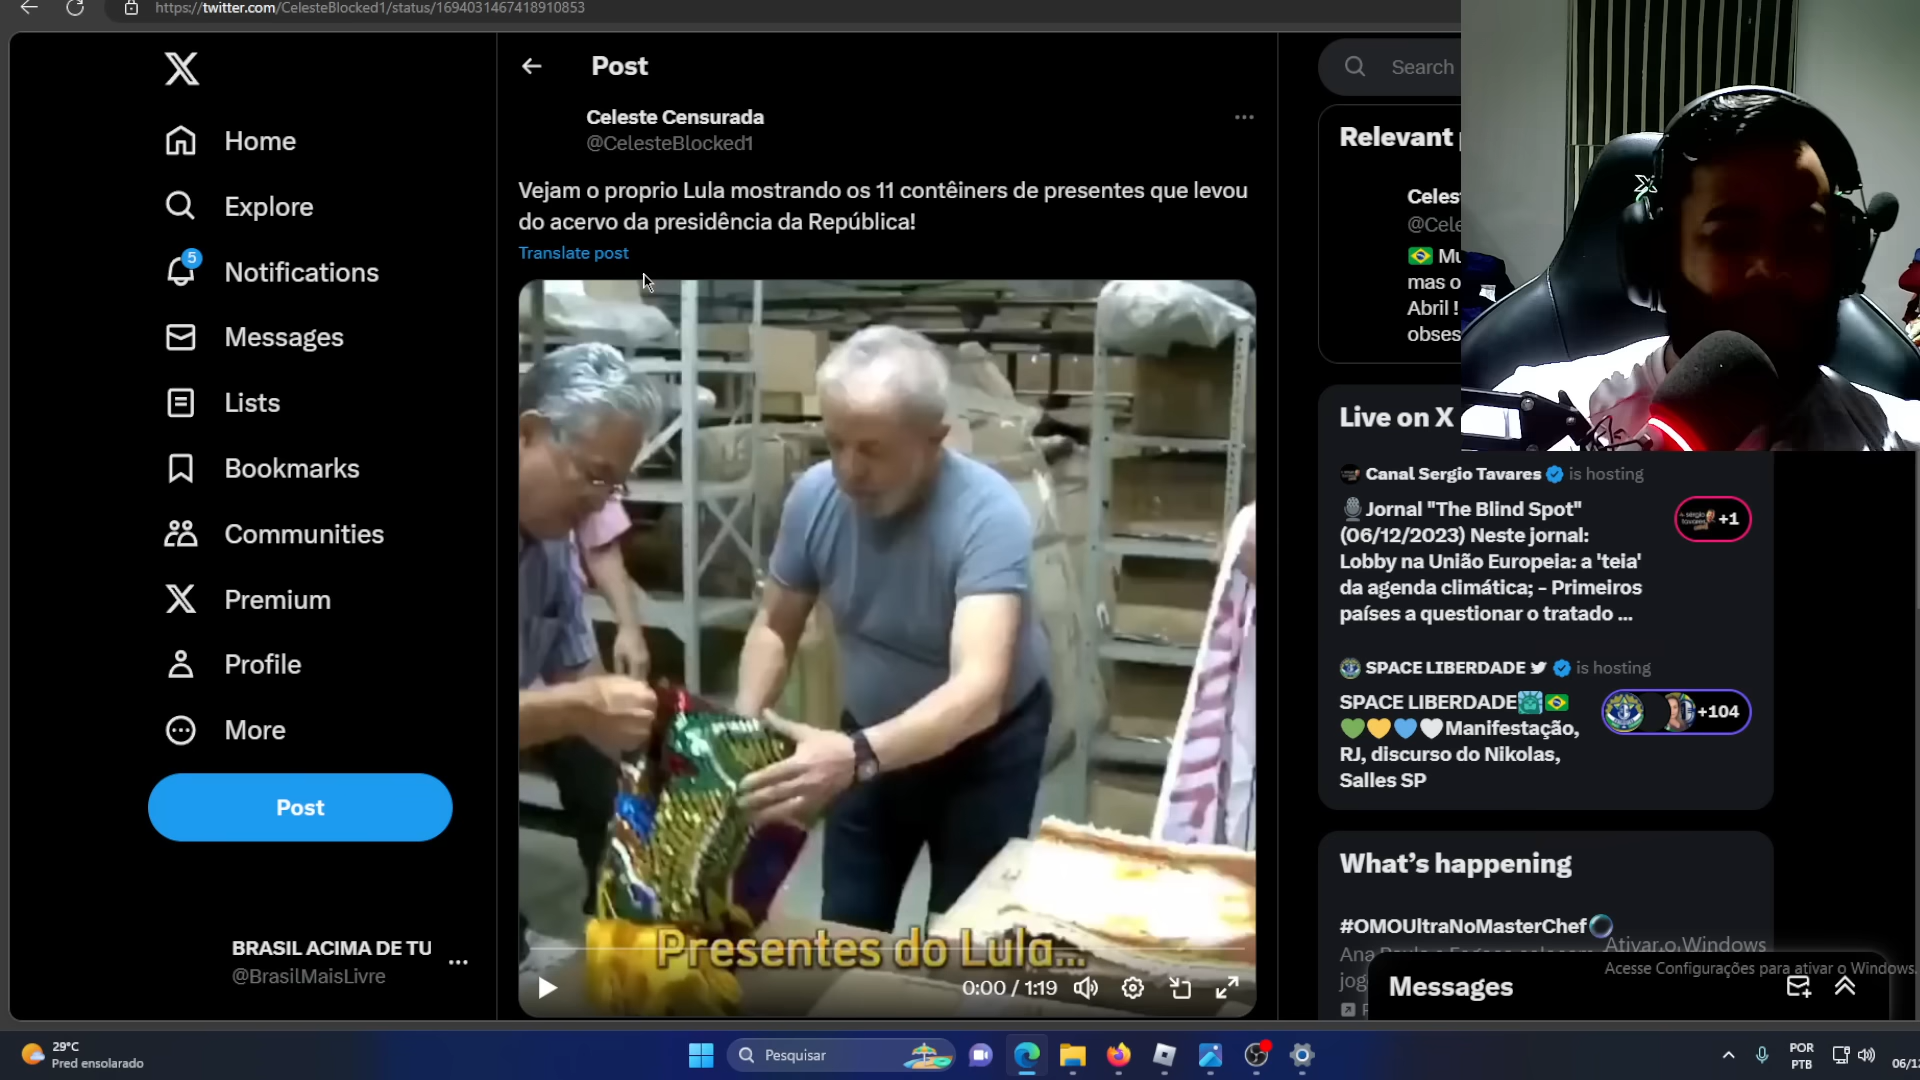 https://twitter.com/CelesteBlocked1/status/1694031467418910853
Home
Explore
5
Notifications
Messages
Lists
Bookmarks
Communities
Premium
Profile
More
Post
BRASIL ACIMA DE TU
@BrasilMaisLivre
Post
Celeste Censurada
@CelesteBlocked1
Vejam o proprio Lula mostrando os 11 contêiners de presentes que levou
do acervo da presidência da República!
Translate post
Presentes do Lula...
0:00 / 1:19
Search
Relevant
Celes
@Cele
Mu
mas o
Abril !
obses
Live on X
Canal Sergio Tavares is hosting
Jornal "The Blind Spot"
(06/12/2023) Neste jornal:
Lobby na União Europeia: a 'teia'
da agenda climática; - Primeiros
países a questionar o tratado ...
+1
SPACE LIBERDADE is hosting
SPACE LIBERDADE
Manifestação,
RJ, discurso do Nikolas,
Salles SP
+104
What's happening
#OMOUltraNoMasterChef
Ativar o Windows
Acesse Configurações para ativar o Windows.
Messages
29°C
Pred ensolarado
Pesquisar
POR
PTB
06/1